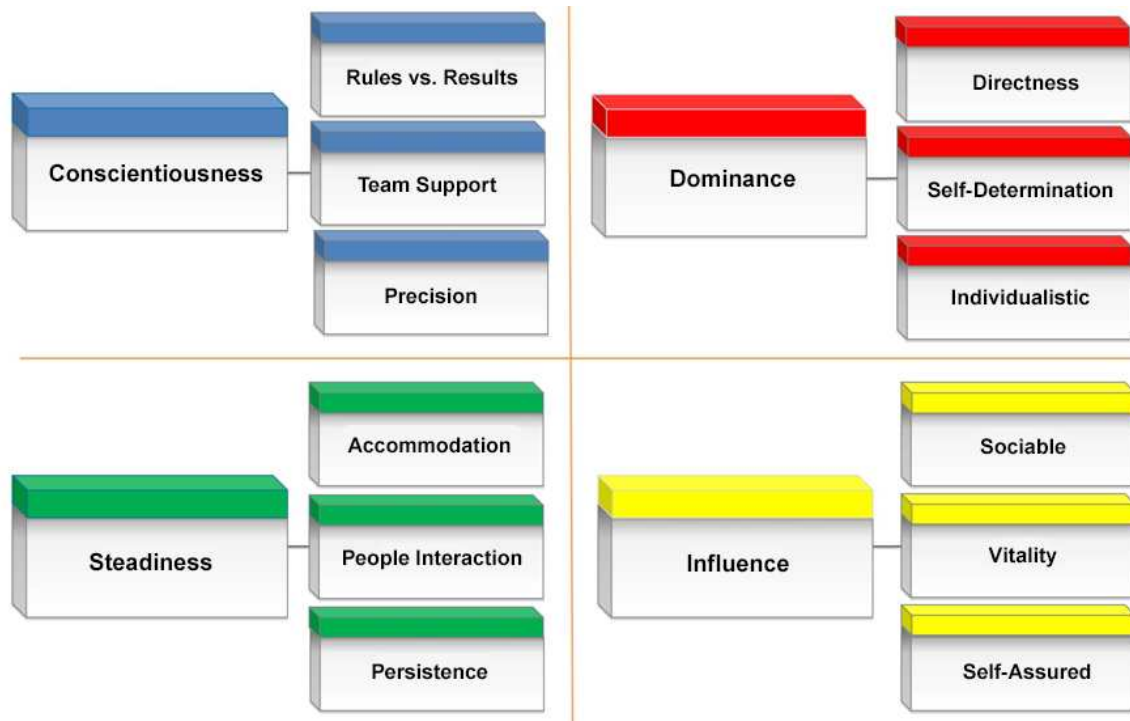 Conscientiousness
Rules vs. Results
Team Support
Precision
Dominance
Directness
Self-Determination
Individualistic
Steadiness
Accommodation
People Interaction
Persistence
Influence
Sociable
Vitality
Self-Assured